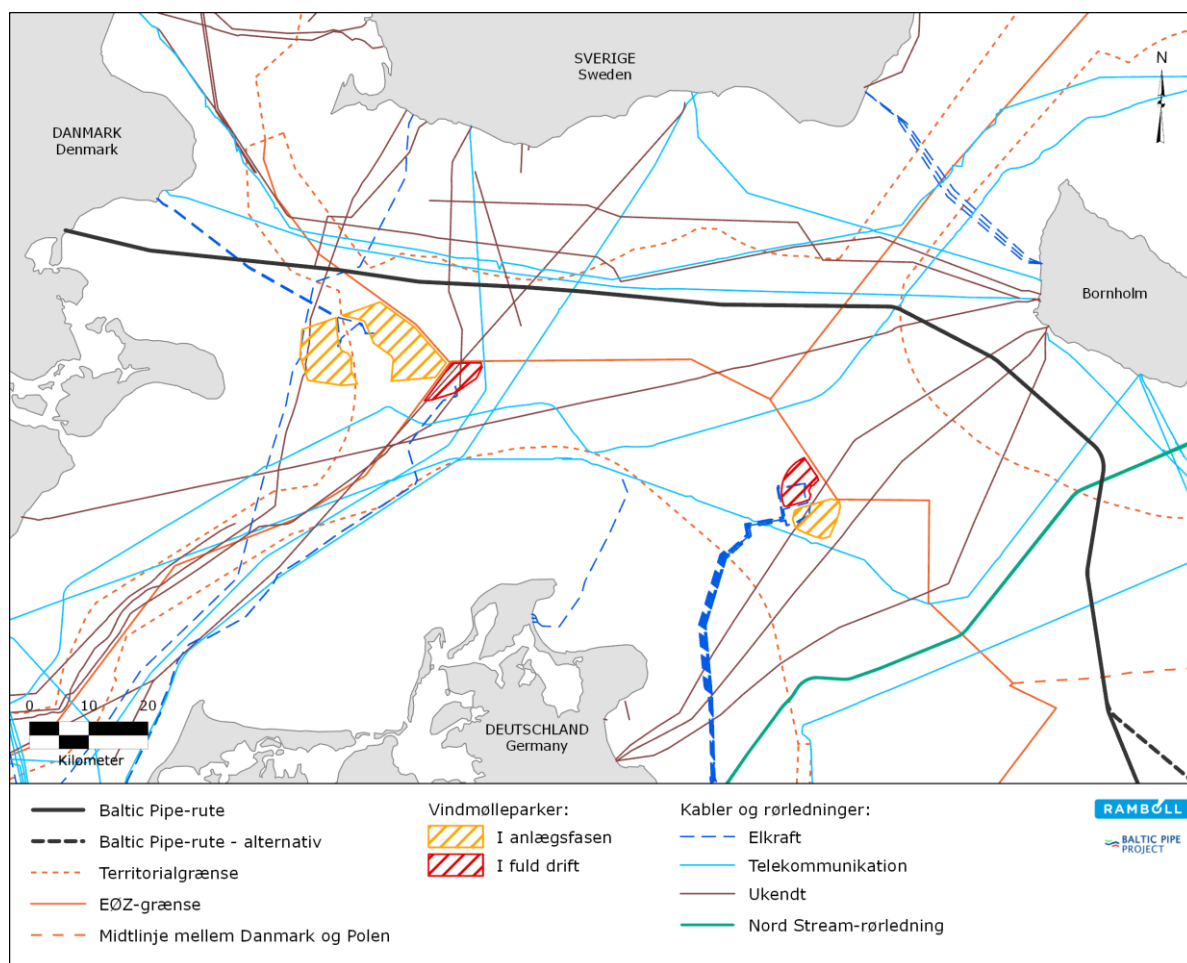 SVERIGE
Sweden
N
DANMARK
Denmark
Bornholm
DEUTSCHLAND
Germany
0 10 20
Kilometer
Baltic Pipe-rute
Baltic Pipe-rute - alternativ
Territorialgrænse
EØZ-grænse
Midtlinje mellem Danmark og Polen
Vindmølleparker:
I anlægsfasen
I fuld drift
Kabler og rørledninger:
Elkraft
Telekommunikation
Ukendt
Nord Stream-rørledning
RAMBOLL
BALTIC PIPE
PROJECT